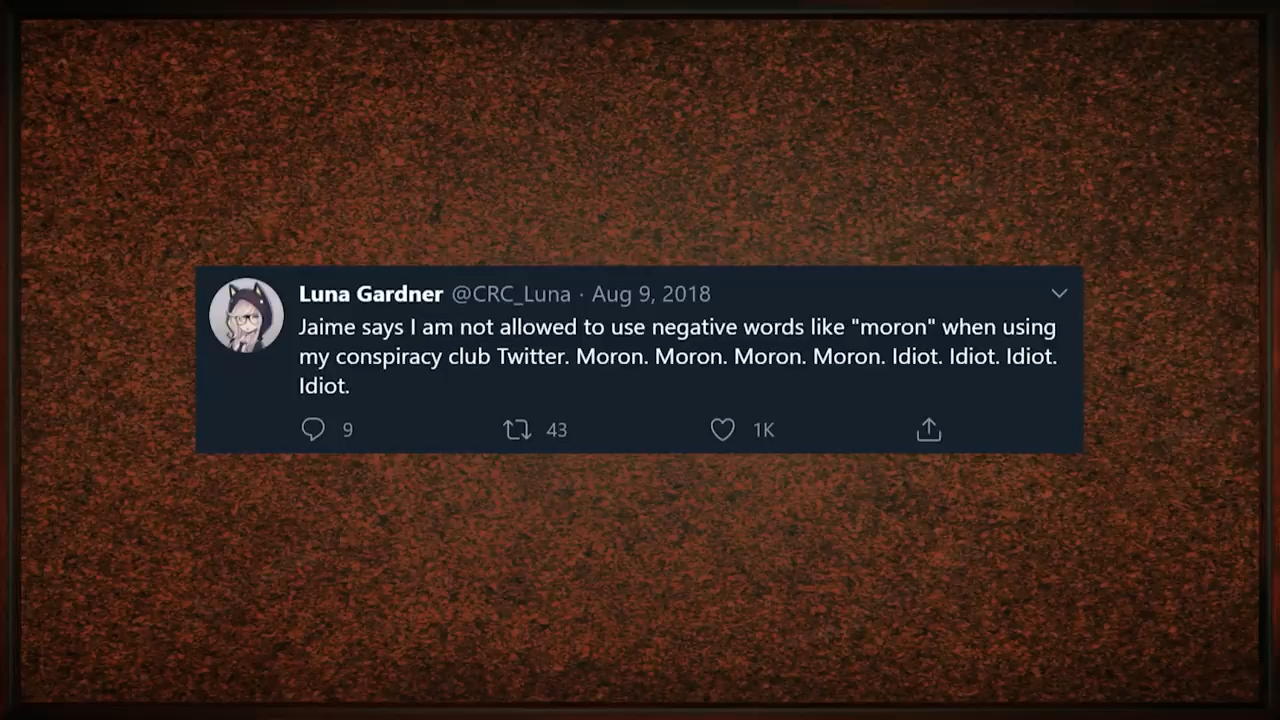 Luna Gardner @CRC_Luna · Aug 9, 2018
Jaime says I am not allowed to use negative words like "moron" when using
my conspiracy club Twitter. Moron. Moron. Moron. Moron. Idiot. Idiot. Idiot.
Idiot.
9 43 1K